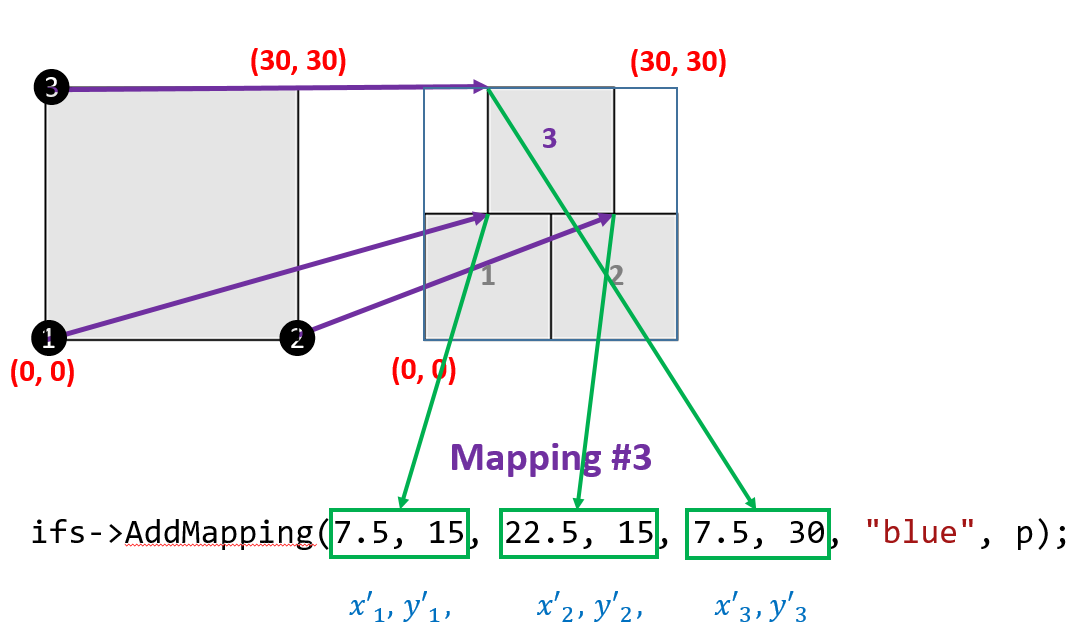 (30, 30) (30, 30)
3
3
1 2
1 2
(0, 0) (0, 0)
Mapping #3
ifs->AddMapping(7.5, 15, 22.5, 15, 7.5, 30, "blue", p);
x′₁, y′₁, x′₂, y′₂, x′₃, y′₃